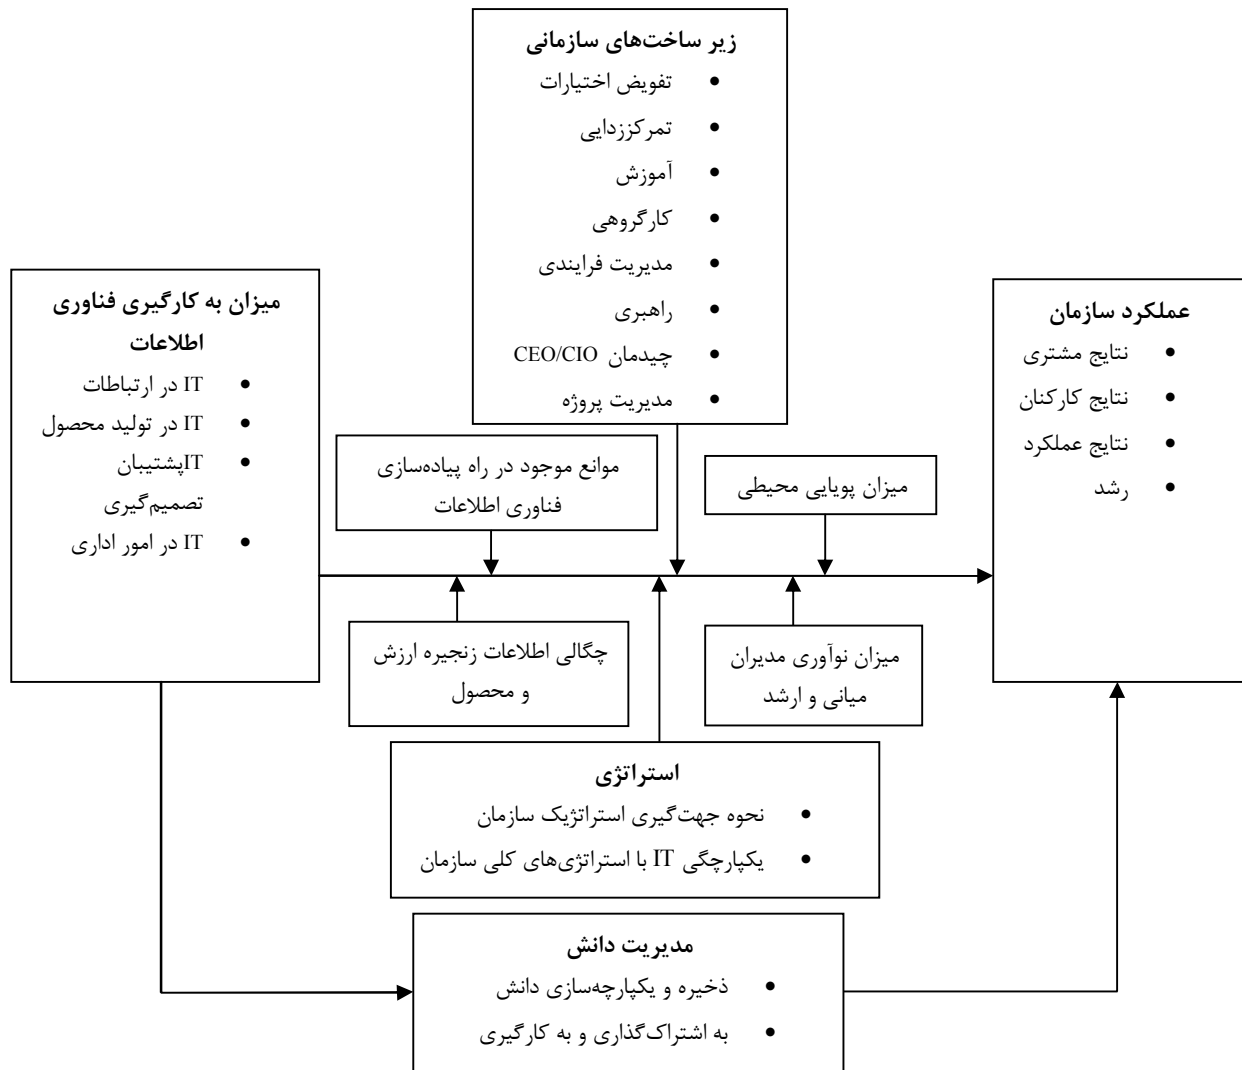 زیر ساخت‌های سازمانی
• تفویض اختیارات
• تمرکززدایی
• آموزش
• کارگروهی
• مدیریت فرایندی
• راهبری
• چیدمان CEO/CIO
• مدیریت پروژه
میزان به کارگیری فناوری
اطلاعات
• IT در ارتباطات
• IT در تولید محصول
• ITپشتیبان
تصمیم‌گیری
• IT در امور اداری
عملکرد سازمان
• نتایج مشتری
• نتایج کارکنان
• نتایج عملکرد
• رشد
موانع موجود در راه پیاده‌سازی
فناوری اطلاعات
میزان پویایی محیطی
چگالی اطلاعات زنجیره ارزش
و محصول
میزان نوآوری مدیران
میانی و ارشد
استراتژی
• نحوه جهت‌گیری استراتژیک سازمان
• یکپارچگی IT با استراتژی‌های کلی سازمان
مدیریت دانش
• ذخیره و یکپارچه‌سازی دانش
• به اشتراک‌گذاری و به کارگیری